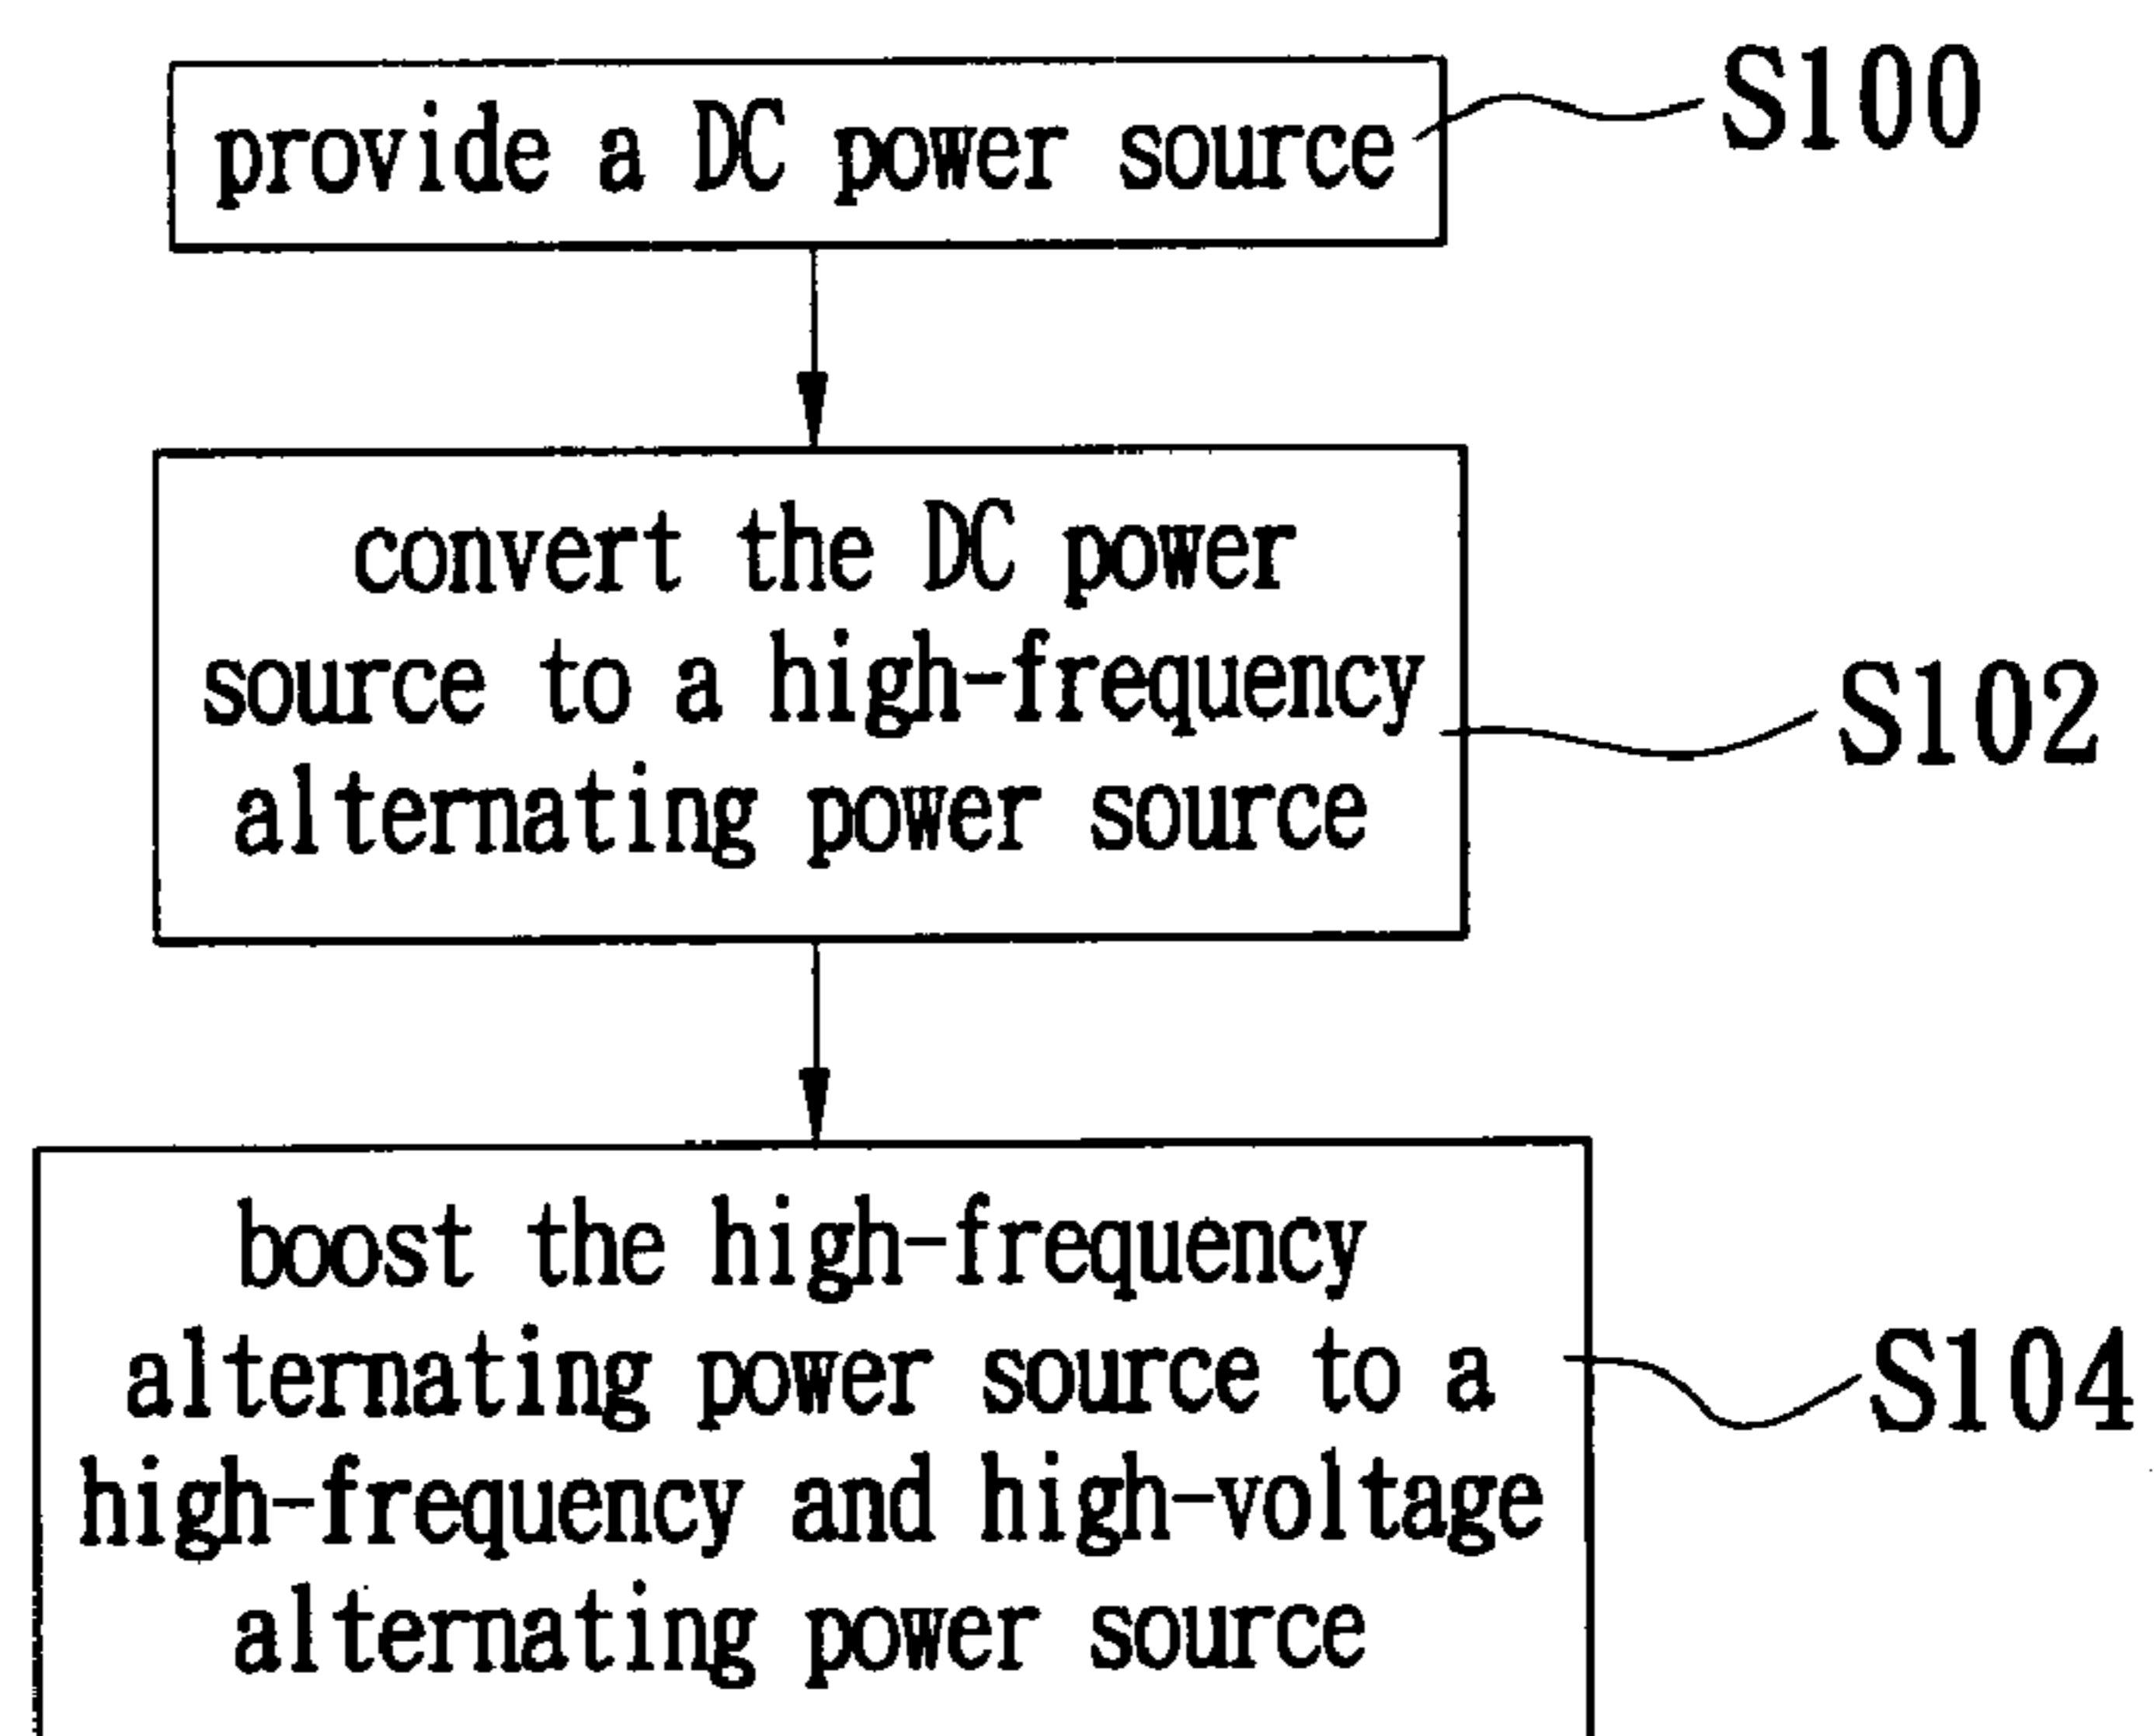 provide a DC power source
S100
convert the DC power
source to a high-frequency
alternating power source
S102
boost the high-frequency
alternating power source to a
high-frequency and high-voltage
alternating power source
S104